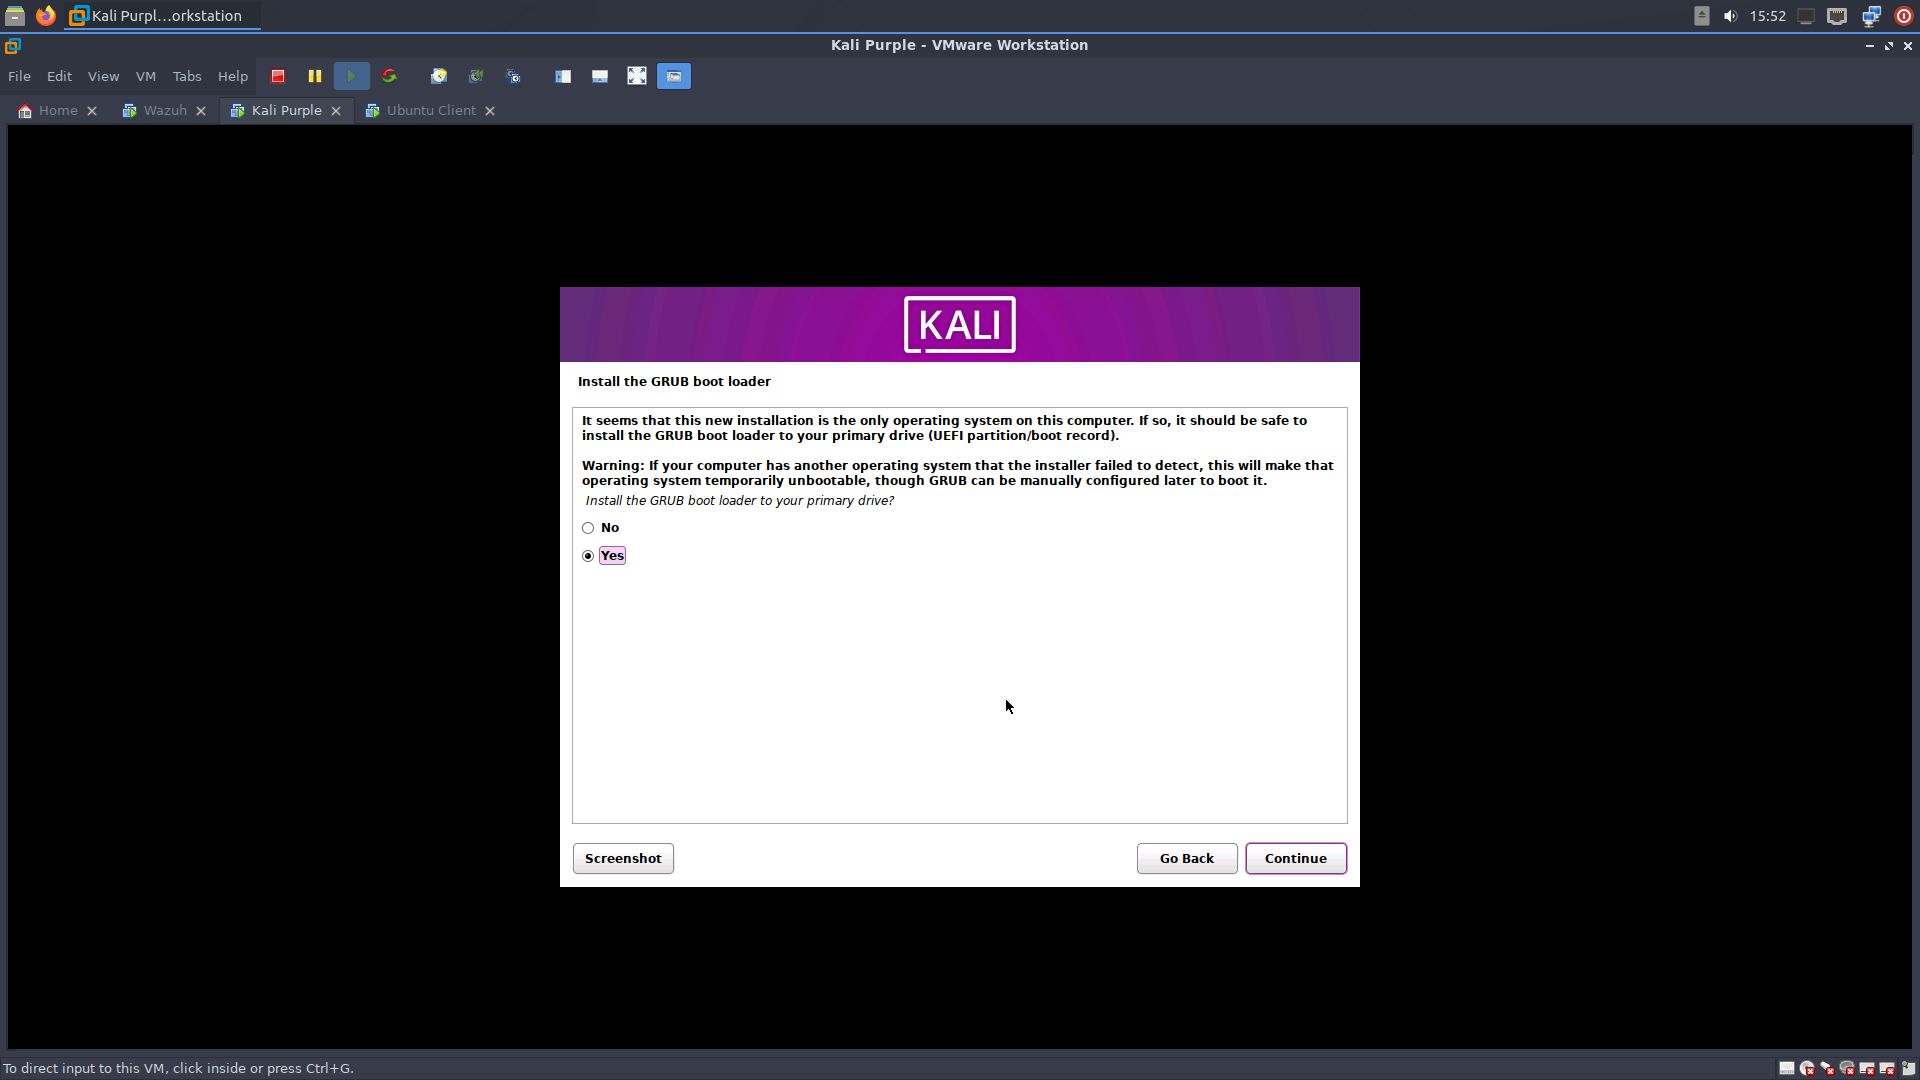 Kali Purpl...orkstation
15:52
Kali Purple - VMware Workstation
File Edit View VM Tabs Help
Home Wazuh Kali Purple Ubuntu Client
KALI
Install the GRUB boot loader
It seems that this new installation is the only operating system on this computer. If so, it should be safe to
install the GRUB boot loader to your primary drive (UEFI partition/boot record).
Warning: If your computer has another operating system that the installer failed to detect, this will make that
operating system temporarily unbootable, though GRUB can be manually configured later to boot it.
Install the GRUB boot loader to your primary drive?
No
Yes
Screenshot Go Back Continue
To direct input to this VM, click inside or press Ctrl+G.